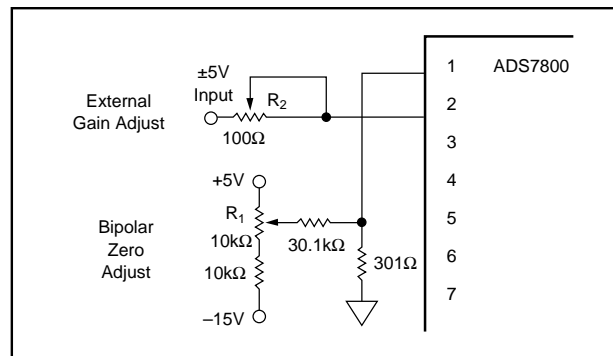 ±5V
Input
External
Gain Adjust
R2
100Ω
1
ADS7800
2
3
4
5
6
7
+5V
R1
10kΩ
10kΩ
30.1kΩ
301Ω
Bipolar
Zero
Adjust
–15V